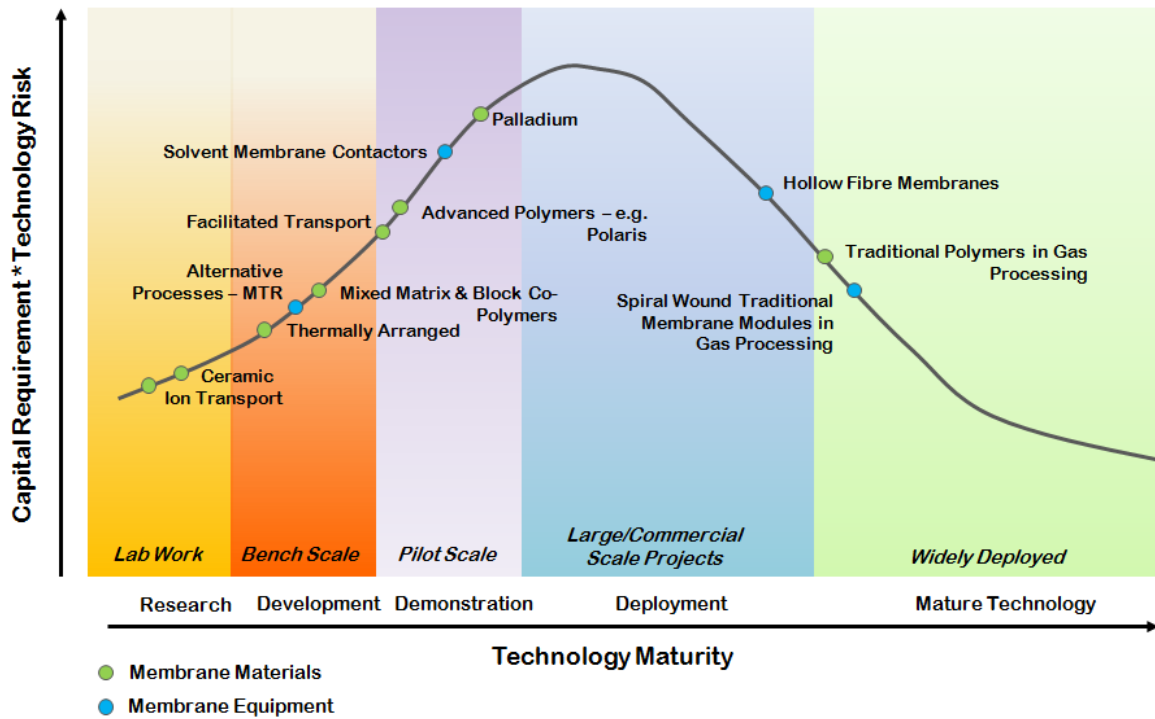 Capital Requirement * Technology Risk
Palladium
Solvent Membrane Contactors
Hollow Fibre Membranes
Facilitated Transport
Advanced Polymers – e.g.
Polaris
Traditional Polymers in Gas
Processing
Alternative
Processes – MTR
Mixed Matrix & Block Co-
Polymers
Spiral Wound Traditional
Membrane Modules in
Gas Processing
Thermally Arranged
Ceramic
Ion Transport
Lab Work
Bench Scale
Pilot Scale
Large/Commercial
Scale Projects
Widely Deployed
Research
Development
Demonstration
Deployment
Mature Technology
Technology Maturity
Membrane Materials
Membrane Equipment